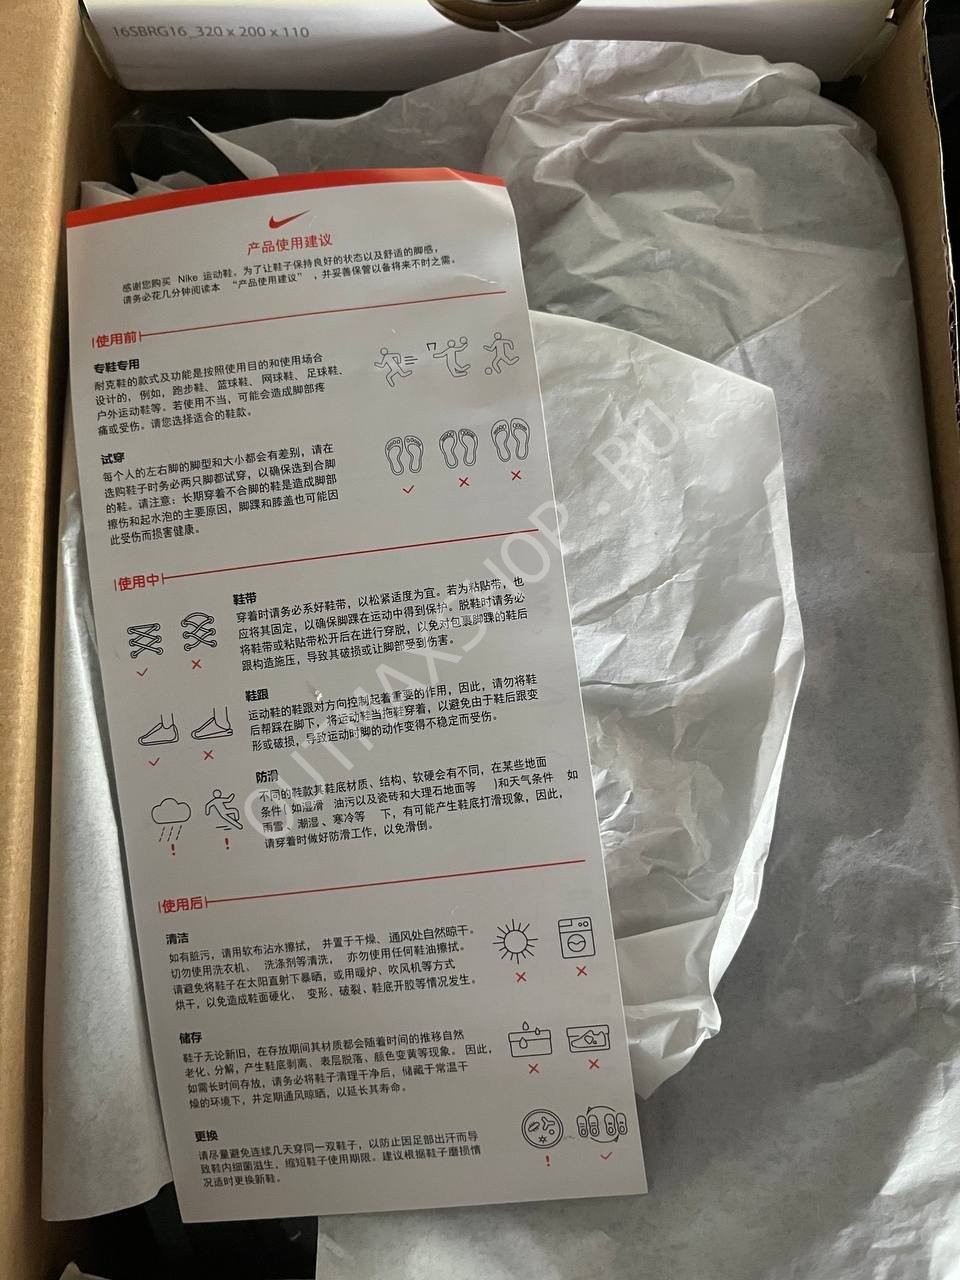 16SBRG16_320 x 200 x 110
产品使用建议
感谢您购买 Nike 运动鞋。为了让鞋子保持良好的状态以及舒适的脚感，
请务必花几分钟阅读本 “产品使用建议” ，并妥善保管以备将来不时之需。
使用前
专鞋专用
耐克鞋的款式及功能是按照使用目的和使用场合
设计的，例如，跑步鞋、篮球鞋、网球鞋、足球鞋、
户外运动鞋等。若使用不当，可能会造成脚部疼
痛或受伤。请您选择适合的鞋款。
试穿
每个人的左右脚的脚型和大小都会有差别，请在
选购鞋子时务必两只脚都试穿，以确保选到合脚
的鞋。请注意：长期穿着不合脚的鞋是造成脚部
擦伤和起水泡的主要原因，脚踝和膝盖也可能因
此受伤而损害健康。
使用中
鞋带
穿着时请务必系好鞋带，以松紧适度为宜。若为粘贴带，也
应将其固定，以确保脚踝在运动中得到保护。脱鞋时请务必
将鞋带或粘贴带松开后在进行穿脱，以免对包裹脚踝的鞋后
跟构造施压，导致其破损或让脚部受到伤害。
鞋跟
运动鞋的鞋跟对方向控制起着重要的作用，因此，请勿将鞋
后帮踩在脚下，将运动鞋当拖鞋穿着，以避免由于鞋后跟变
形或破损，导致运动时脚的动作变得不稳定而受伤。
防滑
不同的鞋款其鞋底材质、结构、软硬会有不同，在某些地面
条件（如湿滑 油污以及瓷砖和大理石地面等 ）和天气条件 如
雨雪、潮湿、寒冷等 下，有可能产生鞋底打滑现象，因此，
请穿着时做好防滑工作，以免滑倒。
使用后
清洁
如有脏污，请用软布沾水擦拭， 并置于干燥、通风处自然晾干。
切勿使用洗衣机、 洗涤剂等清洗， 亦勿使用任何鞋油擦拭。
请避免将鞋子在太阳直射下暴晒，或用暖炉、吹风机等方式
烘干，以免造成鞋面硬化、 变形、破裂、鞋底开胶等情况发生。
储存
鞋子无论新旧，在存放期间其材质都会随着时间的推移自然
老化、分解，产生鞋底剥离、表层脱落、颜色变黄等现象。因此，
如需长时间存放，请务必将鞋子清理干净后，储藏于常温干
燥的环境下，并定期通风晾晒，以延长其寿命。
更换
请尽量避免连续几天穿同一双鞋子，以防止因足部出汗而导
致鞋内细菌滋生，缩短鞋子使用期限。建议根据鞋子磨损情
况适时更换新鞋。
OUTMAXSHOP.RU